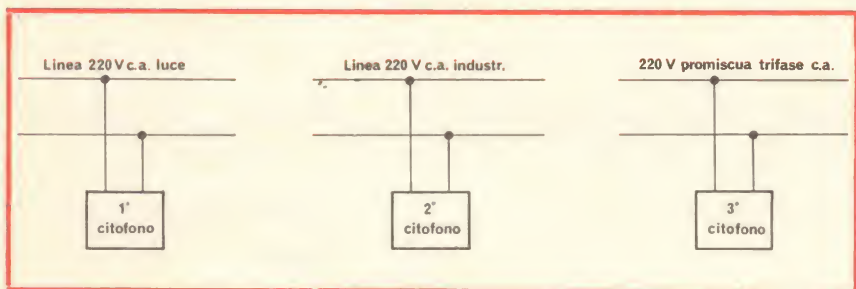 Linea 220 V c.a. luce
1° citofono
Linea 220 V c.a. industr.
2° citofono
220 V promiscua trifase c.a.
3° citofono